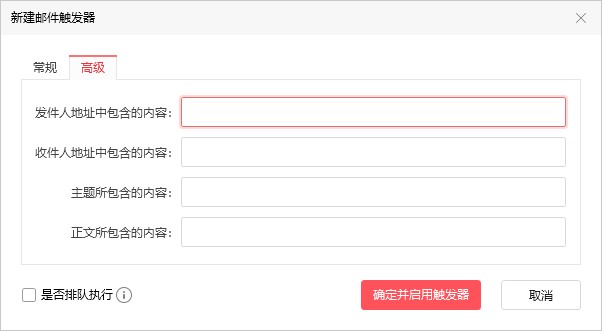 新建邮件触发器
常规 高级
发件人地址中包含的内容：
收件人地址中包含的内容：
主题所包含的内容：
正文所包含的内容：
是否排队执行 确定并启用触发器 取消